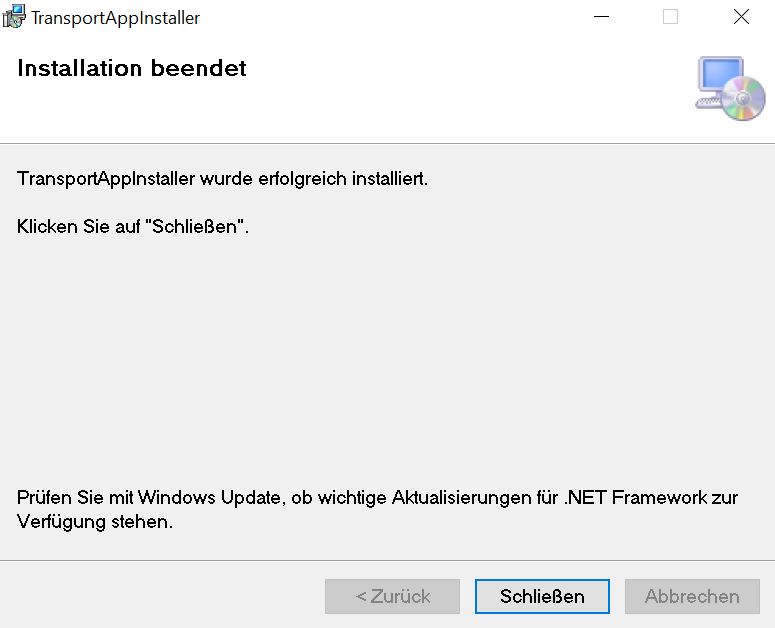 TransportAppInstaller
Installation beendet
TransportAppInstaller wurde erfolgreich installiert.
Klicken Sie auf "Schließen".
Prüfen Sie mit Windows Update, ob wichtige Aktualisierungen für .NET Framework zur
Verfügung stehen.
< Zurück
Schließen
Abbrechen